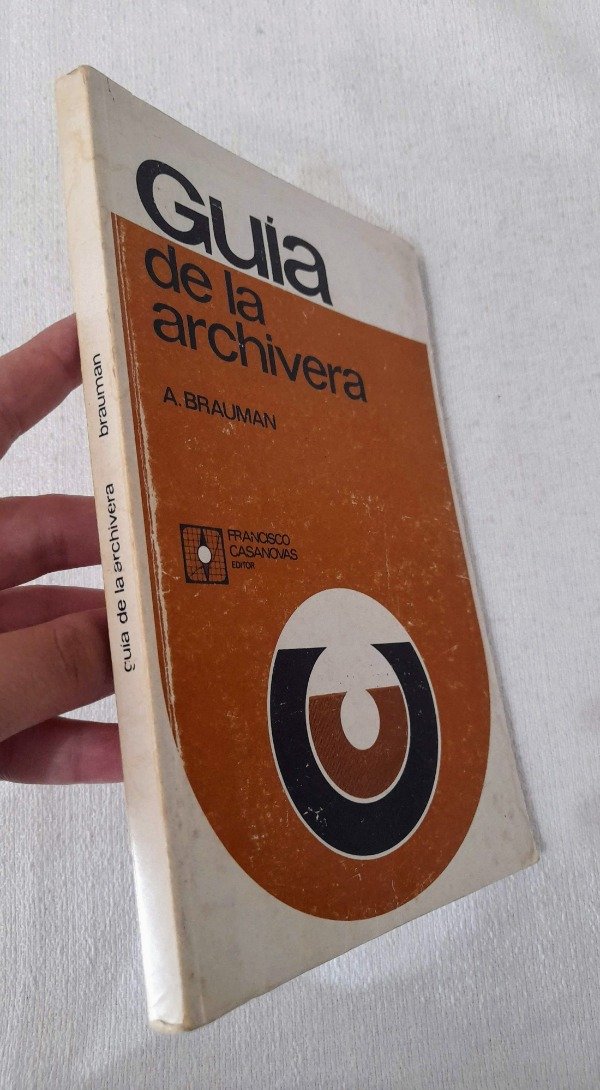 Guia
de la
archivera
A. BRAUMAN
FRANCISCO
CASANOVAS
EDITOR
guia de la archivera brauman